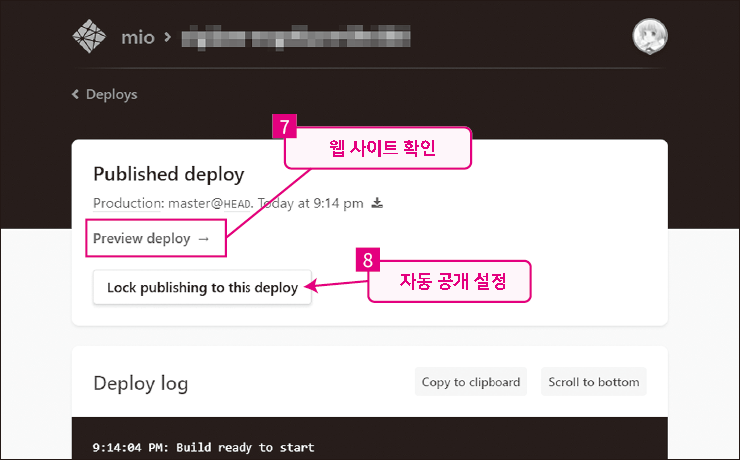 mio >
< Deploys
7
웹 사이트 확인
Published deploy
Production: master@HEAD. Today at 9:14 pm
Preview deploy →
8
자동 공개 설정
Lock publishing to this deploy
Deploy log
Copy to clipboard
Scroll to bottom
9:14:04 PM: Build ready to start